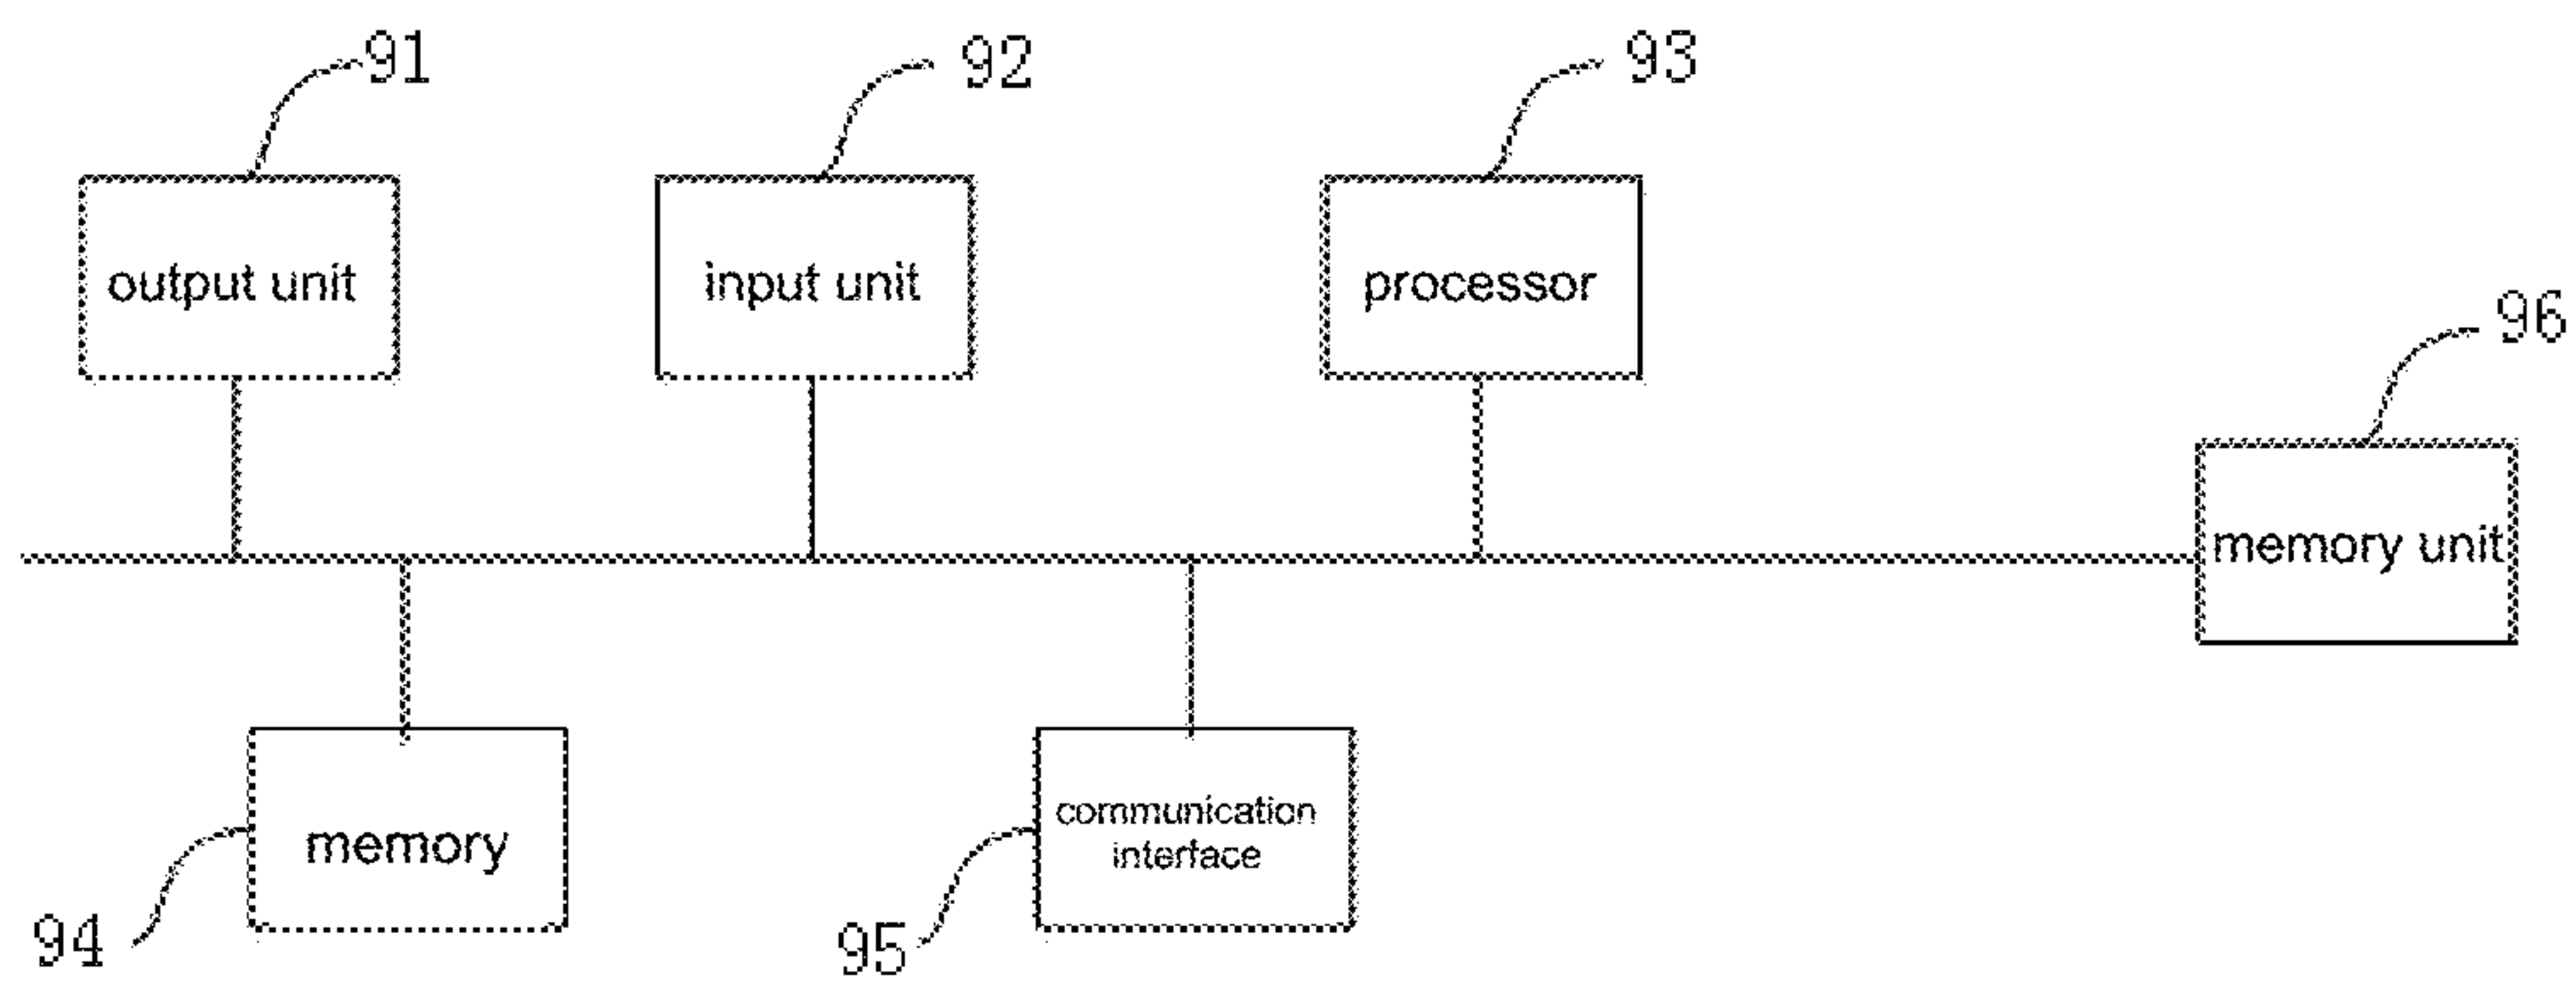 91
92
93
output unit
input unit
processor
96
memory unit
memory
communication
interface
94
95